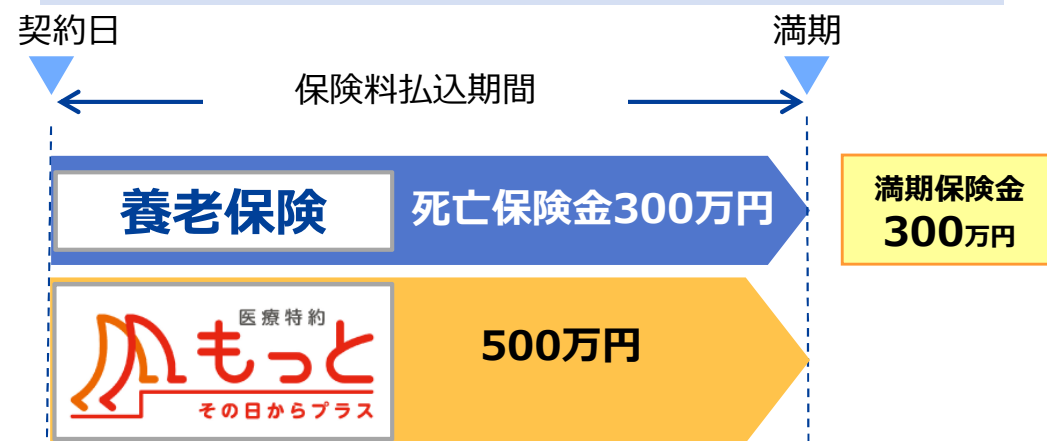 契約日
満期
保険料払込期間
養老保険
死亡保険金300万円
満期保険金
300万円
医療特約
もっと
その日からプラス
500万円